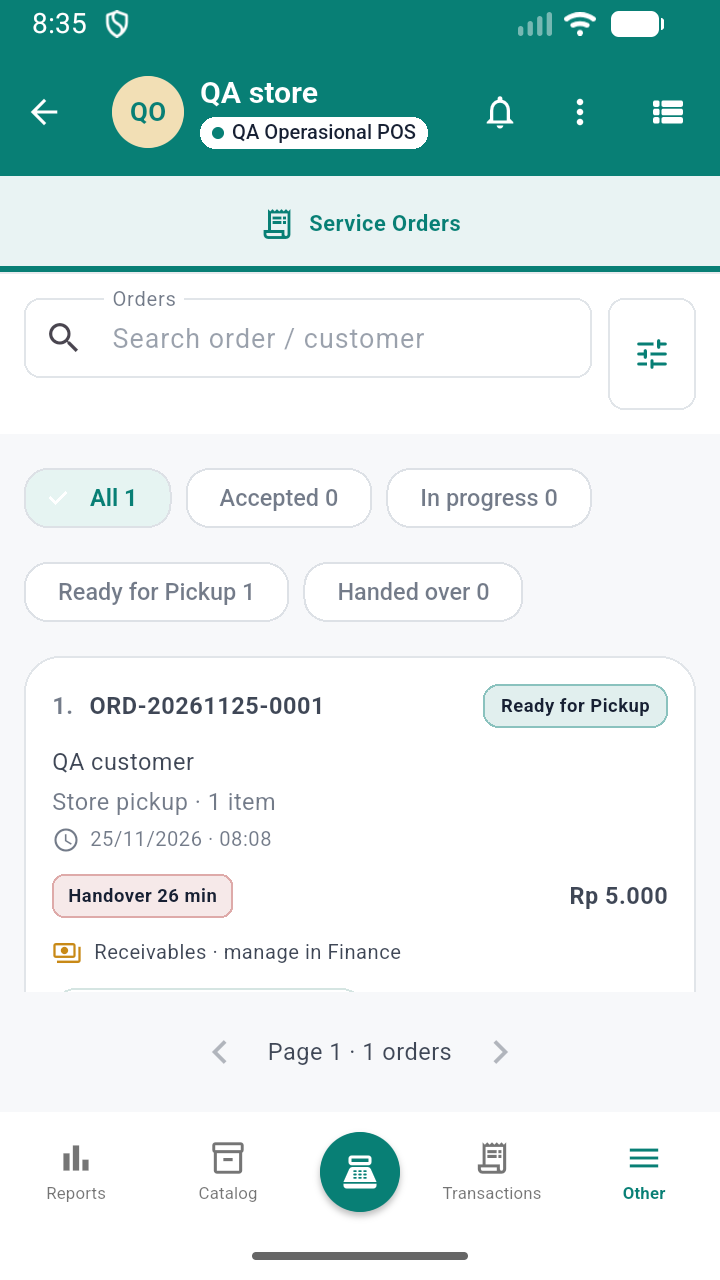 8:35
QO
QA store
QA Operasional POS
Service Orders
Orders
Search order / customer
All 1
Accepted 0
In progress 0
Ready for Pickup 1
Handed over 0
1. ORD-20261125-0001
Ready for Pickup
QA customer
Store pickup · 1 item
25/11/2026 · 08:08
Handover 26 min
Rp 5.000
Receivables · manage in Finance
Page 1 · 1 orders
Reports
Catalog
Transactions
Other